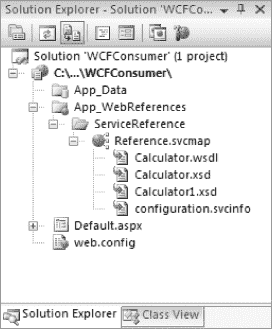 Solution Explorer - Solution 'WCFCo...
Solution 'WCFConsumer' (1 project)
C:\...\WCFConsumer\
App_Data
App_WebReferences
ServiceReference
Reference.svcmap
Calculator.wsdl
Calculator.xsd
Calculator1.xsd
configuration.svcinfo
Default.aspx
web.config
Solution Explorer Class View